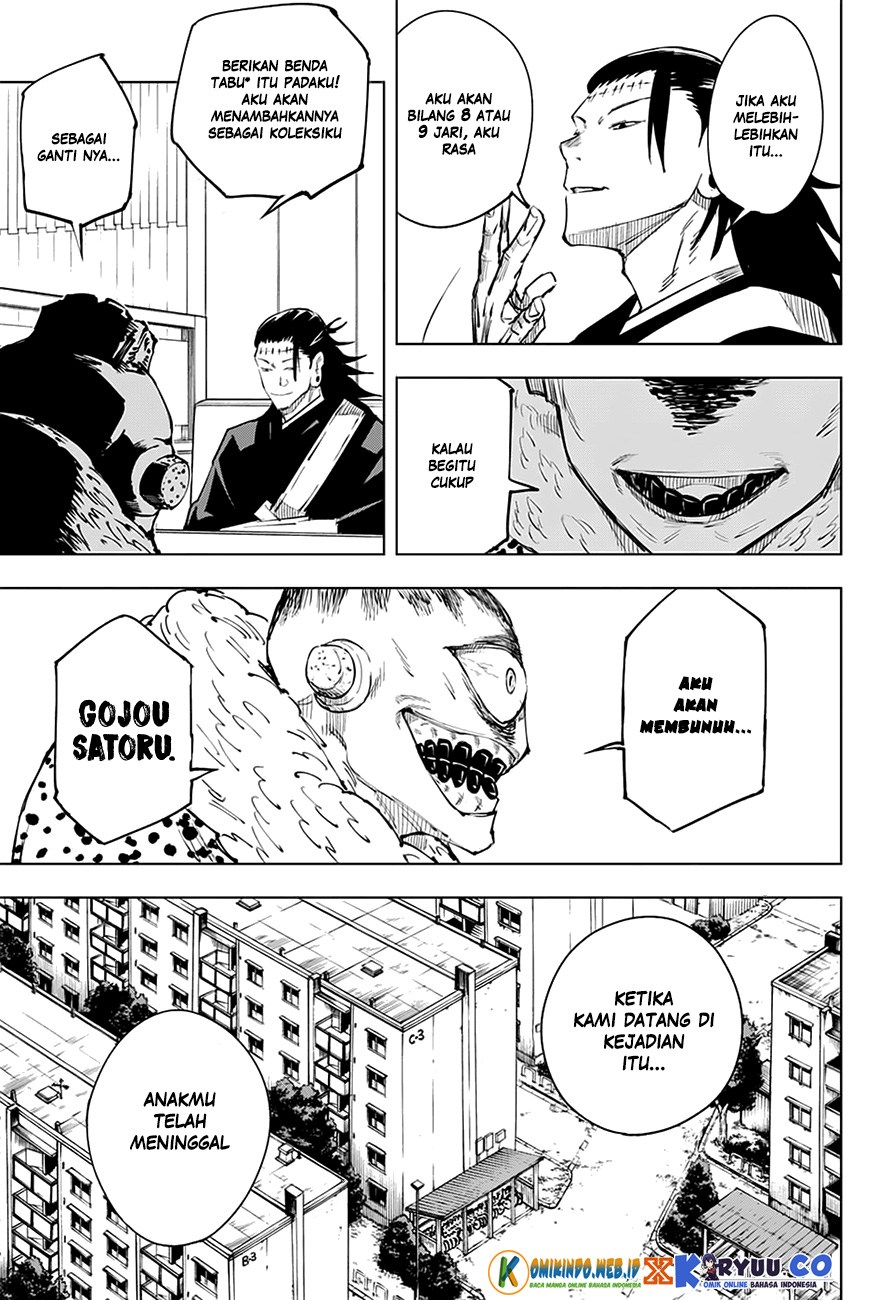 JIKA AKU
MELEBIH-
LEBIHKAN
ITU...
AKU AKAN
BILANG 8 ATAU
9 JARI, AKU
RASA
KALAU
BEGITU
CUKUP
BERIKAN BENDA
TABU* ITU PADAKU!
AKU AKAN
MENAMBAHKANNYA
SEBAGAI KOLEKSIKU
SEBAGAI
GANTI NYA...
AKU
AKAN
MEMBUNUH...
GOJOU
SATORU.
KETIKA
KAMI DATANG DI
KEJADIAN
ITU...
ANAKMU
TELAH
MENINGGAL
C-3
B-3
KOMIKINDO.WEB.ID
BACA MANGA ONLINE BAHASA INDONESIA
X
KIRYUU.CO
KOMIK ONLINE BAHASA INDONESIA